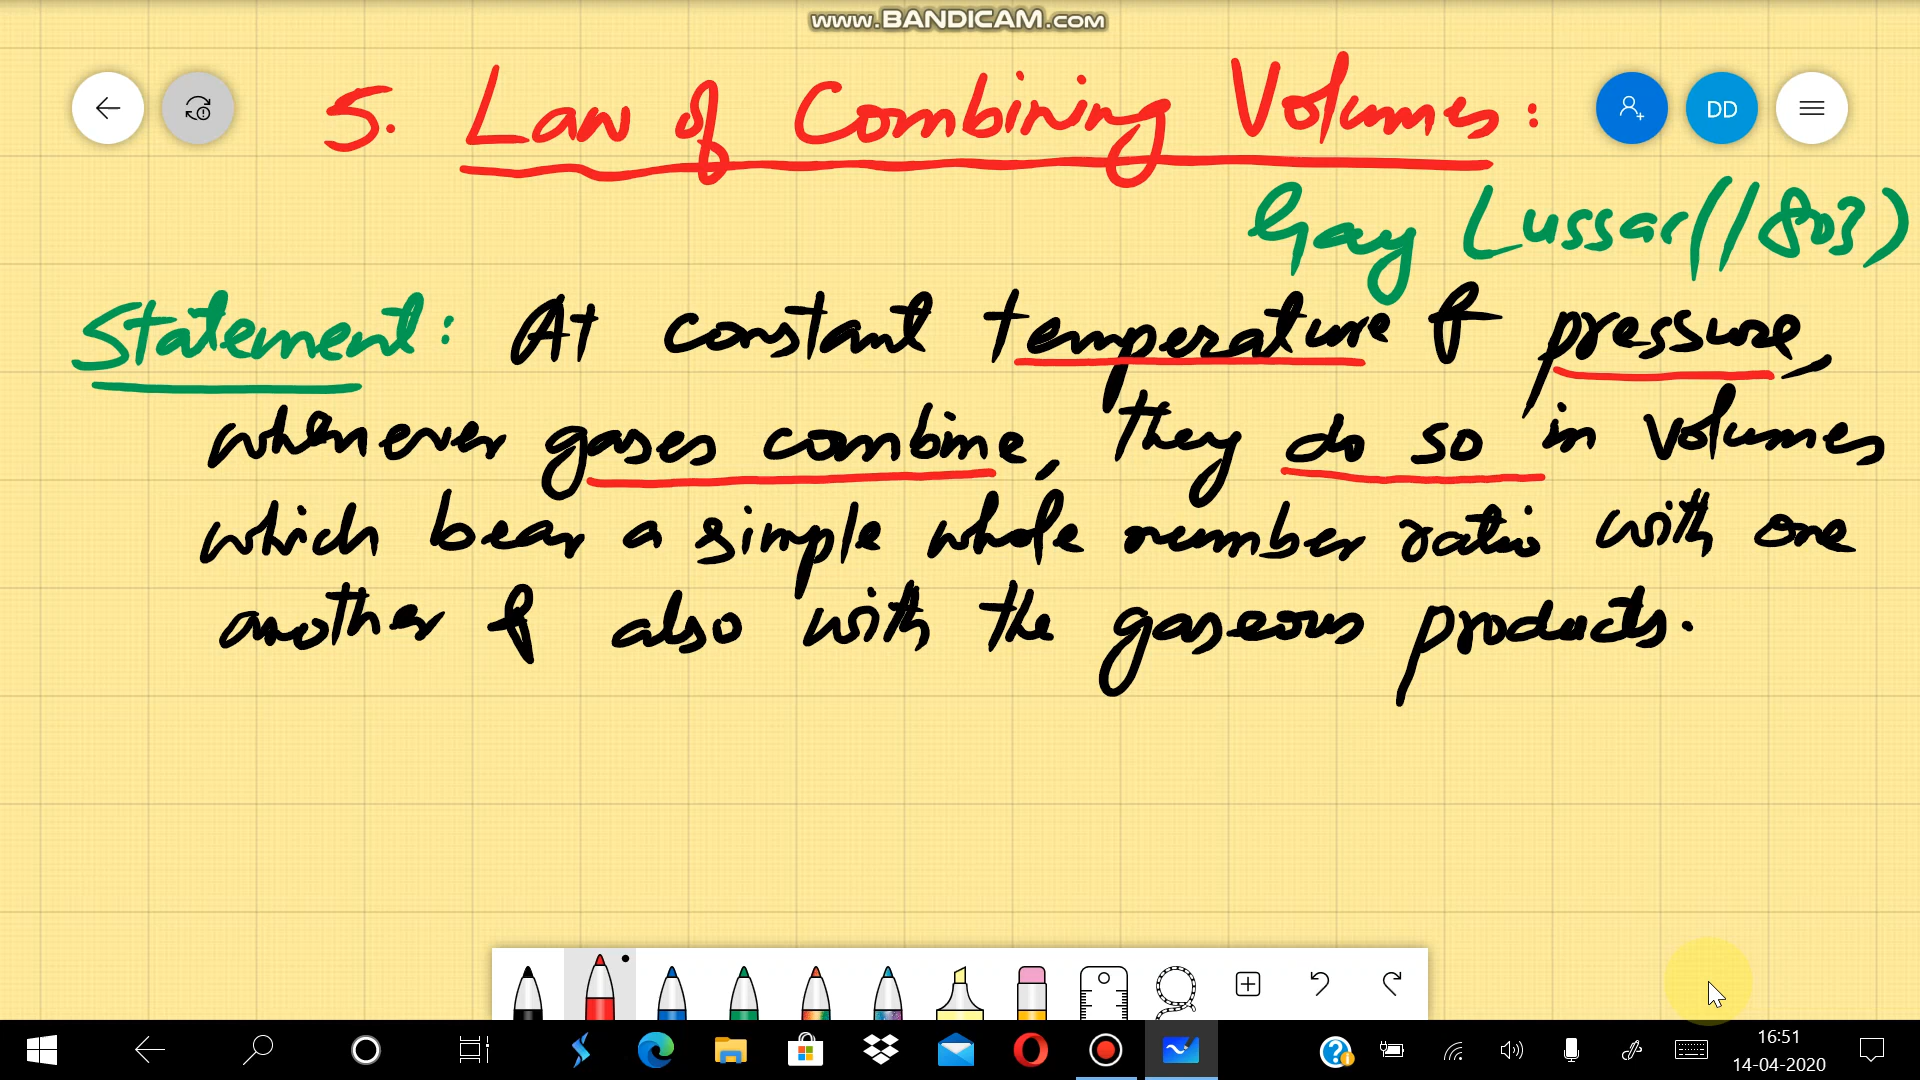 www.BANDICAM.com
5. Law of Combining Volumes:
DD
Gay Lussac (1803)
Statement: At constant temperature & pressure,
whenever gases combine, they do so in volumes
which bear a simple whole number ratio with one
another & also with the gaseous products.
16:51
14-04-2020